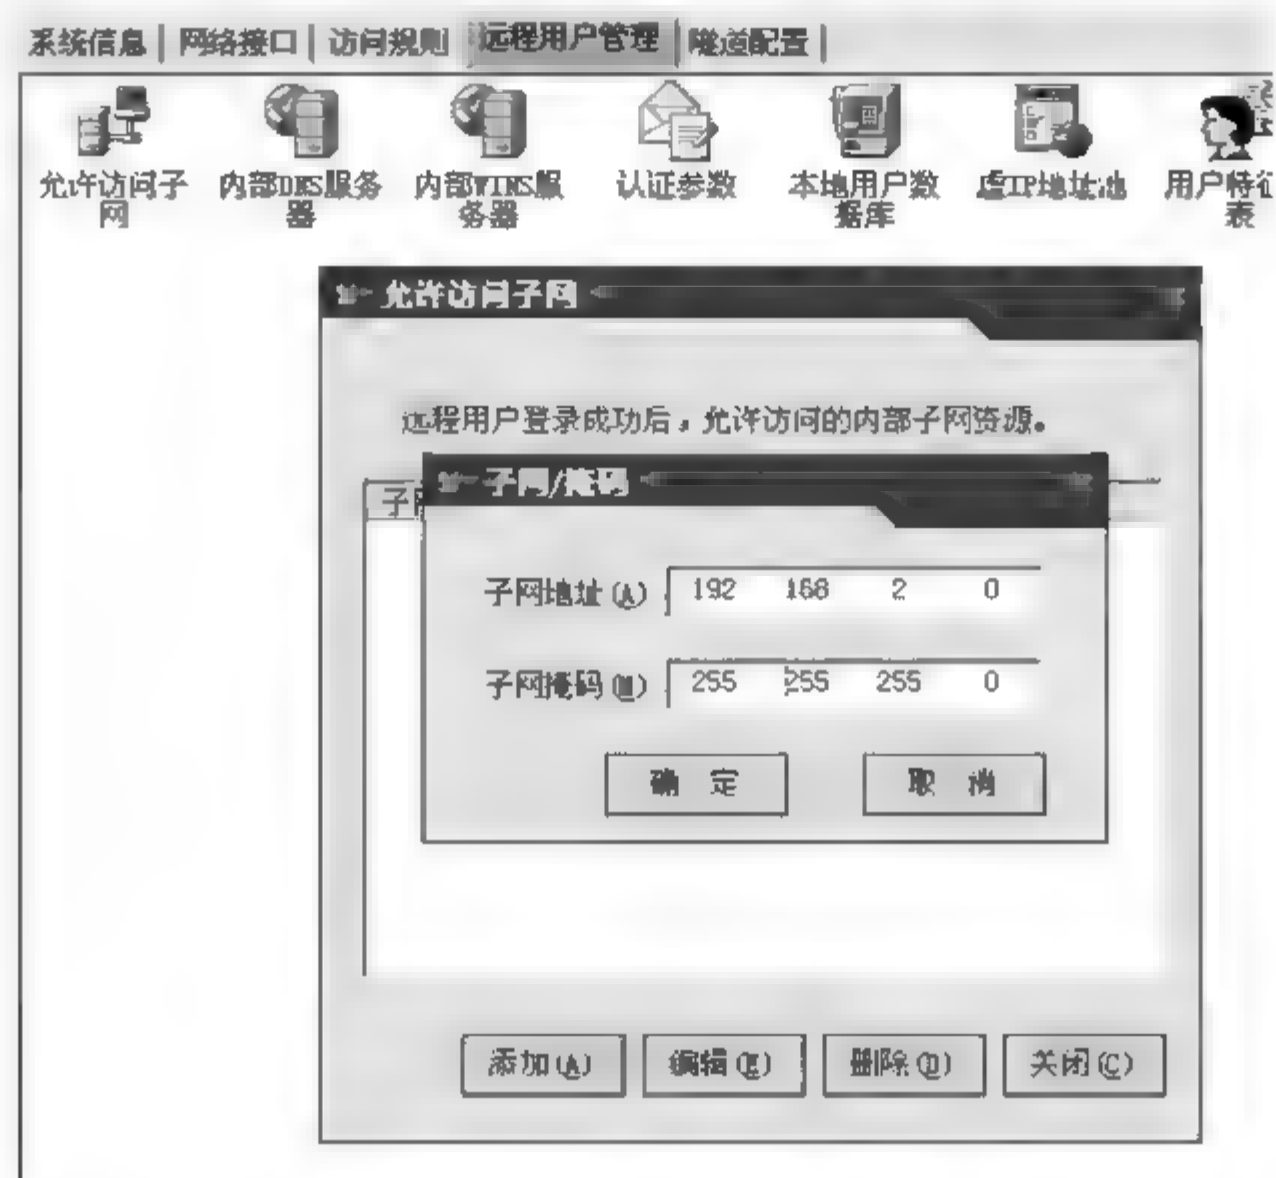 系统信息 | 网络接口 | 访问规则 | 远程用户管理 | 隧道配置 |
允许访问子网
内部DNS服务器
内部WINS服务器
认证参数
本地用户数据库
虚IP地址池
用户特征表
允许访问子网
远程用户登录成功后，允许访问的内部子网资源。
子网/掩码
子
子网地址(A) 192 168 2 0
子网掩码(M) 255 255 255 0
确 定 取 消
添加(A) 编辑(E) 删除(D) 关闭(C)